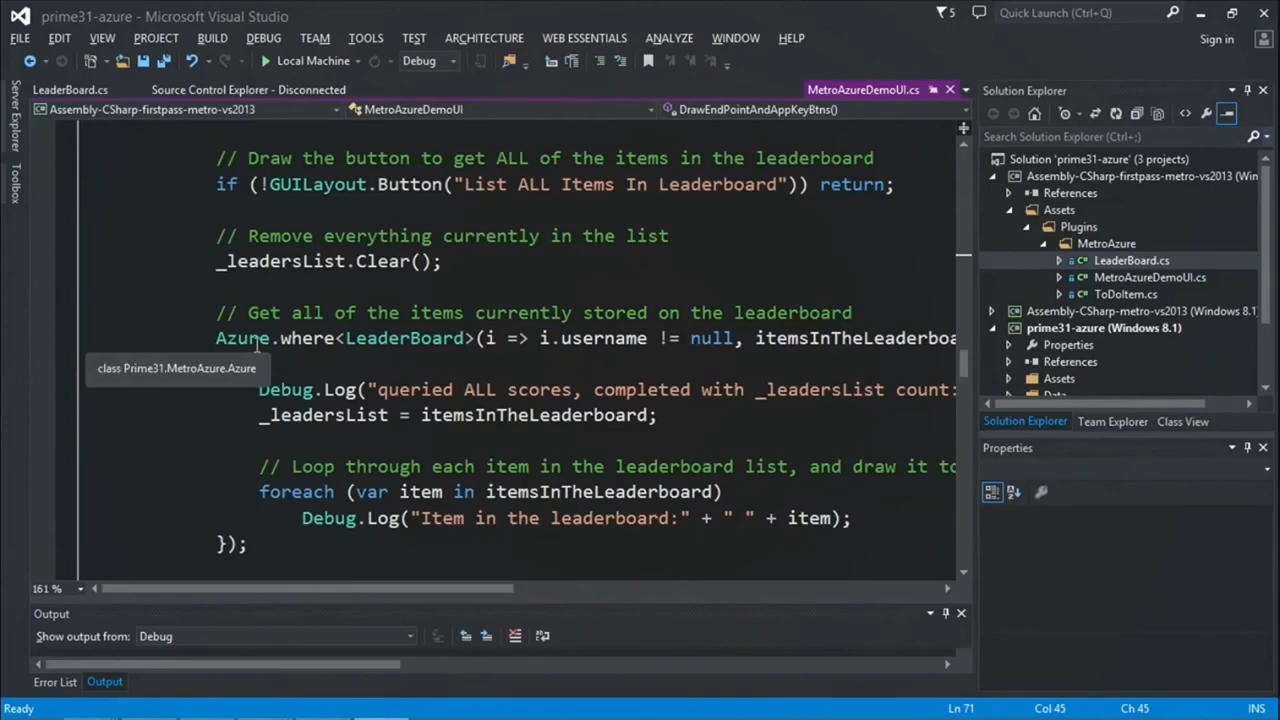 prime31-azure - Microsoft Visual Studio
5
Quick Launch (Ctrl+Q)
FILE EDIT VIEW PROJECT BUILD DEBUG TEAM TOOLS TEST ARCHITECTURE WEB ESSENTIALS ANALYZE WINDOW HELP
Sign in
Local Machine
Debug
Server Explorer
Toolbox
LeaderBoard.cs
Source Control Explorer - Disconnected
MetroAzureDemoUI.cs
Assembly-CSharp-firstpass-metro-vs2013
MetroAzureDemoUI
DrawEndPointAndAppKeyBtns()
// Draw the button to get ALL of the items in the leaderboard
if (!GUILayout.Button("List ALL Items In Leaderboard")) return;
// Remove everything currently in the list
_leadersList.Clear();
// Get all of the items currently stored on the leaderboard
Azure.where<LeaderBoard>(i => i.username != null, itemsInTheLeaderboa
class Prime31.MetroAzure.Azure
Debug.Log("queried ALL scores, completed with _leadersList count:
_leadersList = itemsInTheLeaderboard;
// Loop through each item in the leaderboard list, and draw it to
foreach (var item in itemsInTheLeaderboard)
Debug.Log("Item in the leaderboard:" + " " + item);
});
161 %
Output
Show output from: Debug
Error List
Output
Solution Explorer
Search Solution Explorer (Ctrl+;)
Solution 'prime31-azure' (3 projects)
Assembly-CSharp-firstpass-metro-vs2013 (Win
References
Assets
Plugins
MetroAzure
LeaderBoard.cs
MetroAzureDemoUI.cs
ToDoItem.cs
Assembly-CSharp-metro-vs2013 (Windows 8.1
prime31-azure (Windows 8.1)
Properties
References
Assets
Data
Solution Explorer
Team Explorer
Class View
Properties
Ready
Ln 71
Col 45
Ch 45
INS